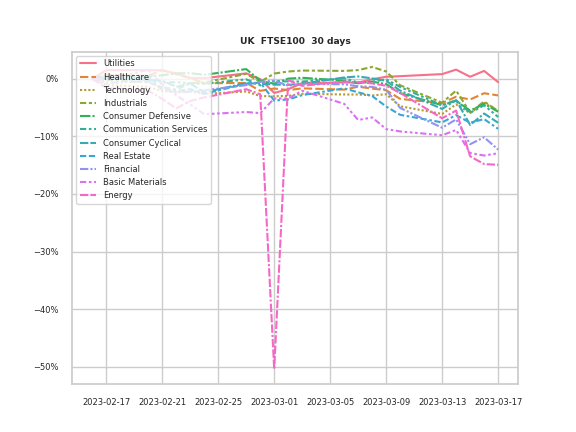 UK FTSE100 30 days
Utilities
Healthcare
Technology
Industrials
Consumer Defensive
Communication Services
Consumer Cyclical
Real Estate
Financial
Basic Materials
Energy
0%
−10%
−20%
−30%
−40%
−50%
2023-02-17 2023-02-21 2023-02-25 2023-03-01 2023-03-05 2023-03-09 2023-03-13 2023-03-17